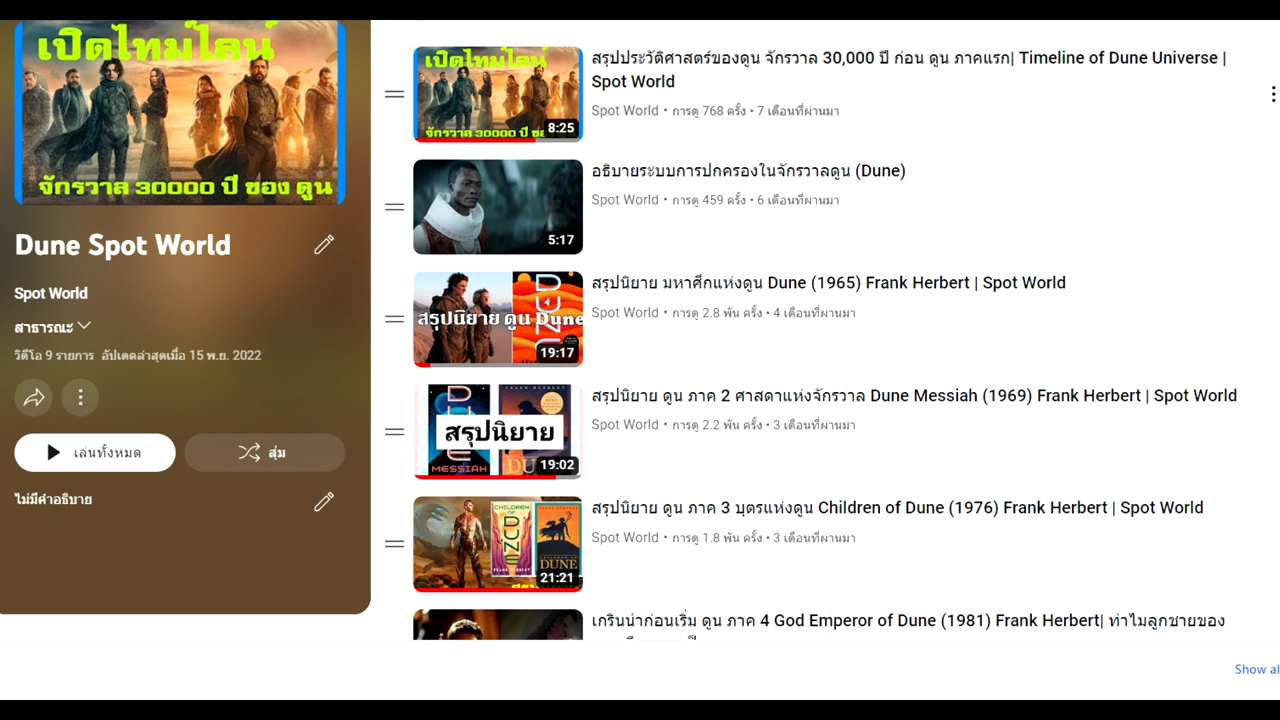 เปิดไทม์ไลน์
จักรวาล 30000 ปี ของ ดูน
Dune Spot World
Spot World
สาธารณะ
วิดีโอ 9 รายการ อัปเดตล่าสุดเมื่อ 15 พ.ย. 2022
เล่นทั้งหมด
สุ่ม
ไม่มีคำอธิบาย
เปิดไทม์ไลน์
จักรวาล 30000 ปี
8:25
สรุปประวัติศาสตร์ของดูน จักรวาล 30,000 ปี ก่อน ดูน ภาคแรก| Timeline of Dune Universe |
Spot World
Spot World • การดู 768 ครั้ง • 7 เดือนที่ผ่านมา
5:17
อธิบายระบบการปกครองในจักรวาลดูน (Dune)
Spot World • การดู 459 ครั้ง • 6 เดือนที่ผ่านมา
สรุปนิยาย ดูน Dune
19:17
สรุปนิยาย มหาศึกแห่งดูน Dune (1965) Frank Herbert | Spot World
Spot World • การดู 2.8 พัน ครั้ง • 4 เดือนที่ผ่านมา
FRANK HERBERT
สรุปนิยาย
MESSIAH
19:02
สรุปนิยาย ดูน ภาค 2 ศาสดาแห่งจักรวาล Dune Messiah (1969) Frank Herbert | Spot World
Spot World • การดู 2.2 พัน ครั้ง • 3 เดือนที่ผ่านมา
CHILDREN
OF
DUNE
FRANK HERBERT
DUNE
21:21
สรุปนิยาย ดูน ภาค 3 บุตรแห่งดูน Children of Dune (1976) Frank Herbert | Spot World
Spot World • การดู 1.8 พัน ครั้ง • 3 เดือนที่ผ่านมา
เกริ่นนำก่อนเริ่ม ดูน ภาค 4 God Emperor of Dune (1981) Frank Herbert| ทำไมลูกชายของ
Show al